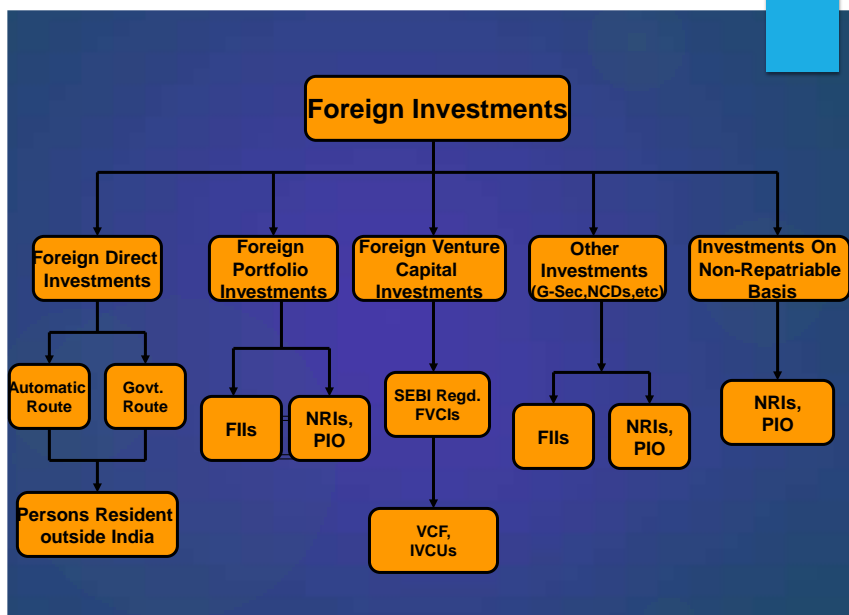 Foreign Investments
Foreign Direct
Investments
Foreign
Portfolio
Investments
Foreign Venture
Capital
Investments
Other
Investments
(G-Sec,NCDs,etc)
Investments On
Non-Repatriable
Basis
Automatic
Route
Govt.
Route
FIIs
NRIs,
PIO
SEBI Regd.
FVCIs
FIIs
NRIs,
PIO
NRIs,
PIO
Persons Resident
outside India
VCF,
IVCUs